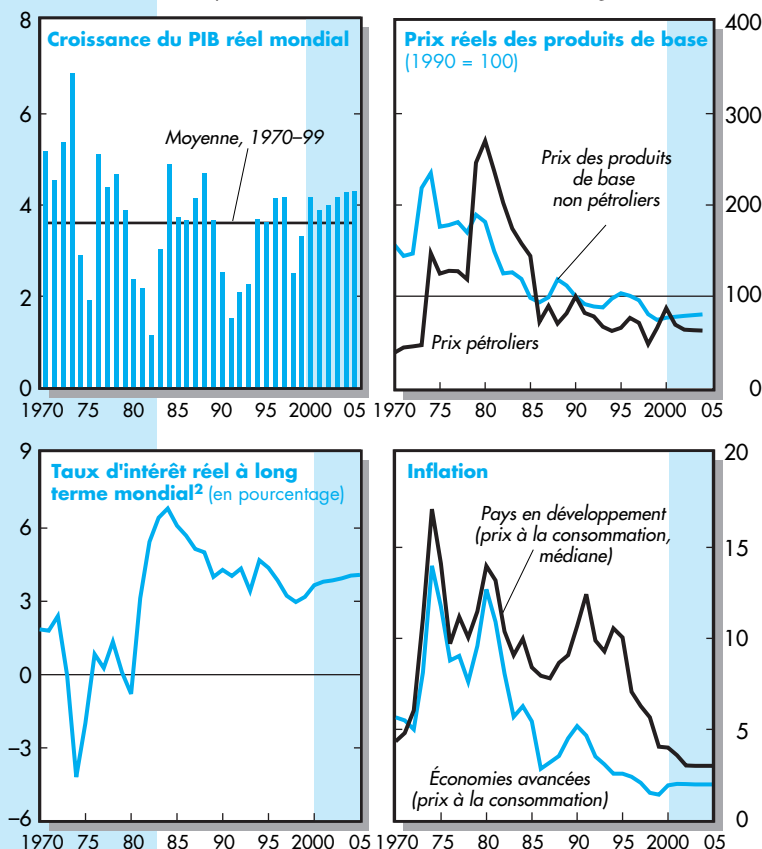 Croissance du PIB réel mondial
8
6
4
2
0
Moyenne, 1970–99
1970 75 80 85 90 95 2000 05
Prix réels des produits de base
(1990 = 100)
400
300
200
100
0
Prix des produits
de base
non pétroliers
Prix pétroliers
1970 75 80 85 90 95 2000 05
Taux d'intérêt réel à long
terme mondial² (en pourcentage)
9
6
3
0
–3
–6
1970 75 80 85 90 95 2000 05
Inflation
20
15
10
5
0
Pays en développement
(prix à la consommation,
médiane)
Économies avancées
(prix à la consommation)
1970 75 80 85 90 95 2000 05